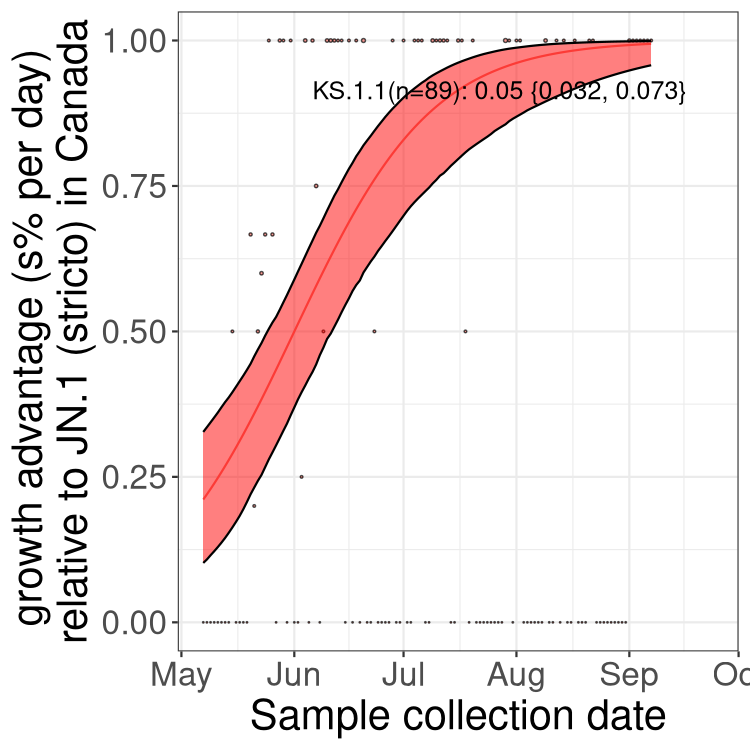 growth advantage (s% per day)
relative to JN.1 (stricto) in Canada
1.00
0.75
0.50
0.25
0.00
KS.1.1(n=89): 0.05 {0.032, 0.073}
May Jun Jul Aug Sep Oc
Sample collection date